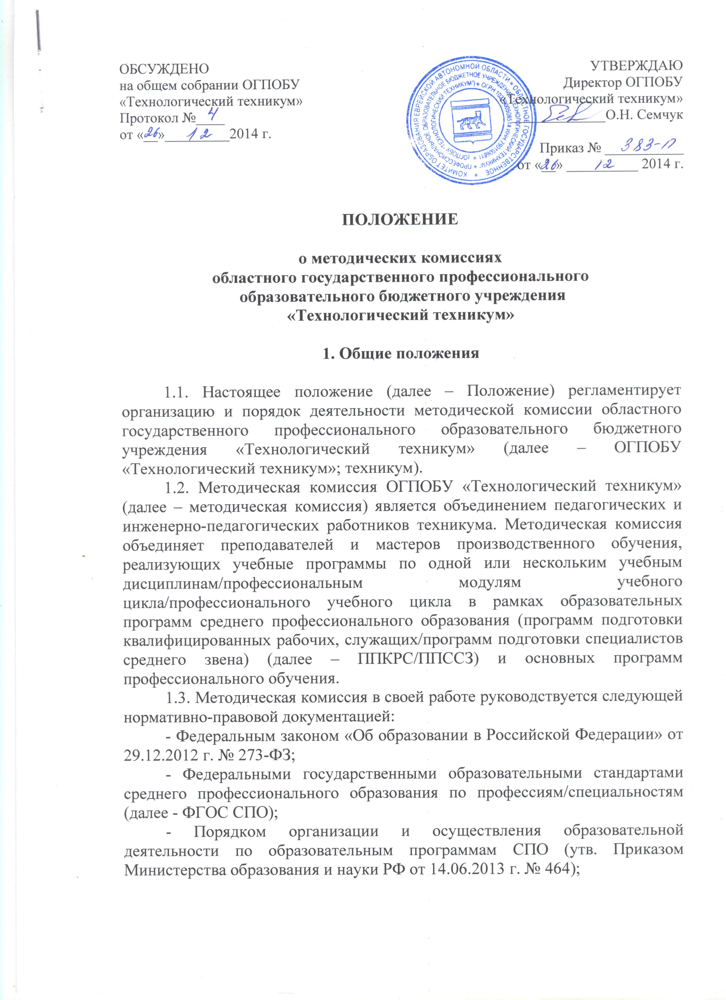 ОБСУЖДЕНО
на общем собрании ОГПОБУ
«Технологический техникум»
Протокол № 4
от «26» 12 2014 г.
УТВЕРЖДАЮ
Директор ОГПОБУ
«Технологический техникум»
О.Н. Семчук
Приказ № 383-п
от «26» 12 2014 г.
КОМИТЕТ ОБРАЗОВАНИЯ ЕВРЕЙСКОЙ АВТОНОМНОЙ ОБЛАСТИ * ОБЛАСТНОЕ ГОСУДАРСТВЕННОЕ *
ПРОФЕССИОНАЛЬНОЕ ОБРАЗОВАТЕЛЬНОЕ БЮДЖЕТНОЕ УЧРЕЖДЕНИЕ "ТЕХНОЛОГИЧЕСКИЙ ТЕХНИКУМ" *
(ОГПОБУ "ТЕХНОЛОГИЧЕСКИЙ ТЕХНИКУМ") * ОГРН ИНН 7901006811 *
ПОЛОЖЕНИЕ
о методических комиссиях
областного государственного профессионального
образовательного бюджетного учреждения
«Технологический техникум»
1. Общие положения
1.1. Настоящее положение (далее – Положение) регламентирует
организацию и порядок деятельности методической комиссии областного
государственного профессионального образовательного бюджетного
учреждения «Технологический техникум» (далее – ОГПОБУ
«Технологический техникум»; техникум).
1.2. Методическая комиссия ОГПОБУ «Технологический техникум»
(далее – методическая комиссия) является объединением педагогических и
инженерно-педагогических работников техникума. Методическая комиссия
объединяет преподавателей и мастеров производственного обучения,
реализующих учебные программы по одной или нескольким учебным
дисциплинам/профессиональным модулям учебного
цикла/профессионального учебного цикла в рамках образовательных
программ среднего профессионального образования (программ подготовки
квалифицированных рабочих, служащих/программ подготовки специалистов
среднего звена) (далее – ППКРС/ППССЗ) и основных программ
профессионального обучения.
1.3. Методическая комиссия в своей работе руководствуется следующей
нормативно-правовой документацией:
- Федеральным законом «Об образовании в Российской Федерации» от
29.12.2012 г. № 273-ФЗ;
- Федеральными государственными образовательными стандартами
среднего профессионального образования по профессиям/специальностям
(далее - ФГОС СПО);
- Порядком организации и осуществления образовательной
деятельности по образовательным программам СПО (утв. Приказом
Министерства образования и науки РФ от 14.06.2013 г. № 464);